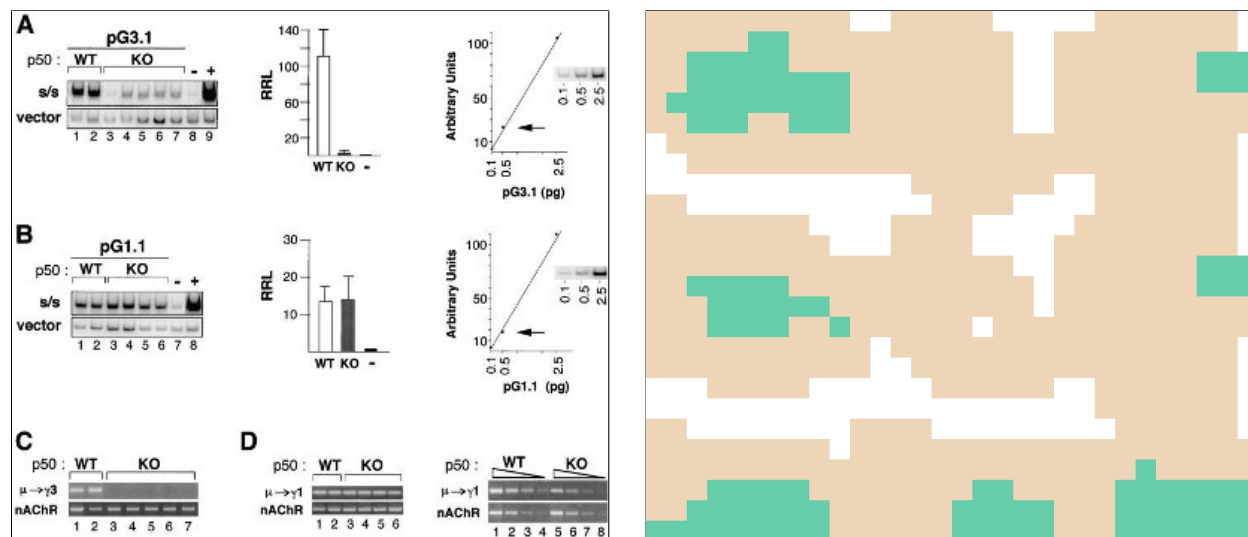 A
pG3.1
p50 : WT KO - +
s/s
vector
1 2 3 4 5 6 7 8 9
RRL
140
100
60
20
WT KO -
Arbitrary Units
100
50
10
0.1 0.5 2.5
pG3.1 (pg)
0.1- 0.5- 2.5-
B
pG1.1
p50 : WT KO - +
s/s
vector
1 2 3 4 5 6 7 8
RRL
30
20
10
WT KO -
Arbitrary Units
100
50
10
0.1 0.5 2.5
pG1.1 (pg)
0.1- 0.5- 2.5-
C
p50 : WT KO
μ→γ3
nAChR
1 2 3 4 5 6 7
D
p50 : WT KO
μ→γ1
nAChR
1 2 3 4 5 6
p50 : WT KO
μ→γ1
nAChR
1 2 3 4 5 6 7 8